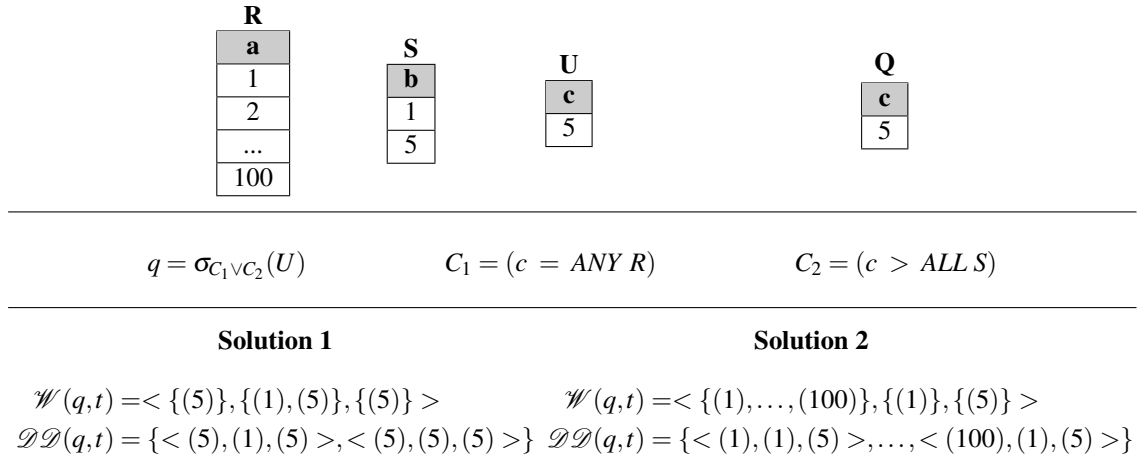 R
a
1
2
...
100
S
b
1
5
U
c
5
Q
c
5
q = σ_{C₁∨C₂}(U)
C₁ = (c = ANY R)
C₂ = (c > ALL S)
Solution 1
𝒲(q,t) =< {(5)},{(1),(5)},{(5)} >
𝒟𝒟(q,t) = {< (5),(1),(5) >,< (5),(5),(5) >}
Solution 2
𝒲(q,t) =< {(1),...,(100)},{(1)},{(5)} >
𝒟𝒟(q,t) = {< (1),(1),(5) >,...,< (100),(1),(5) >}